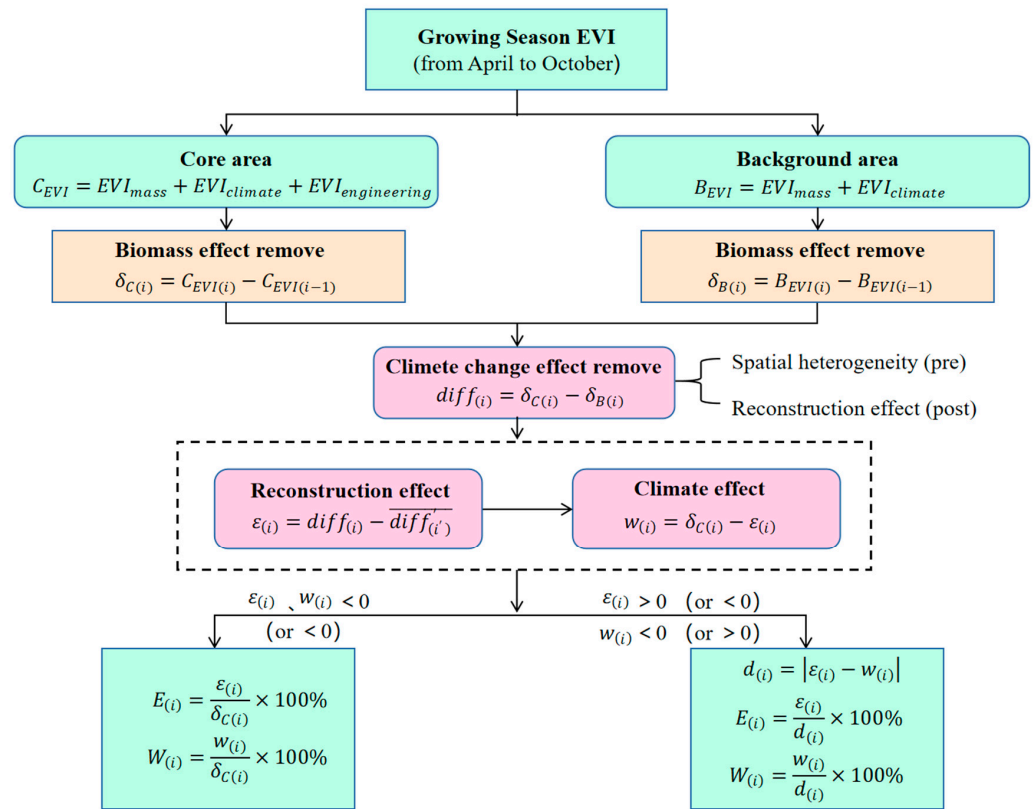 Growing Season EVI
(from April to October)
Core area
C_EVI = EVI_mass + EVI_climate + EVI_engineering
Background area
B_EVI = EVI_mass + EVI_climate
Biomass effect remove
δ_C(i) = C_EVI(i) − C_EVI(i−1)
Biomass effect remove
δ_B(i) = B_EVI(i) − B_EVI(i−1)
Climete change effect remove
diff_(i) = δ_C(i) − δ_B(i)
Spatial heterogeneity (pre)
Reconstruction effect (post)
Reconstruction effect
ε_(i) = diff_(i) − \overline{diff'_(i')}
Climate effect
w_(i) = δ_C(i) − ε_(i)
ε_(i) 、w_(i) < 0
(or < 0)
ε_(i) > 0 (or < 0)
w_(i) < 0 (or > 0)
E_(i) = ε_(i)/δ_C(i) × 100%
W_(i) = w_(i)/δ_C(i) × 100%
d_(i) = |ε_(i) − w_(i)|
E_(i) = ε_(i)/d_(i) × 100%
W_(i) = w_(i)/d_(i) × 100%